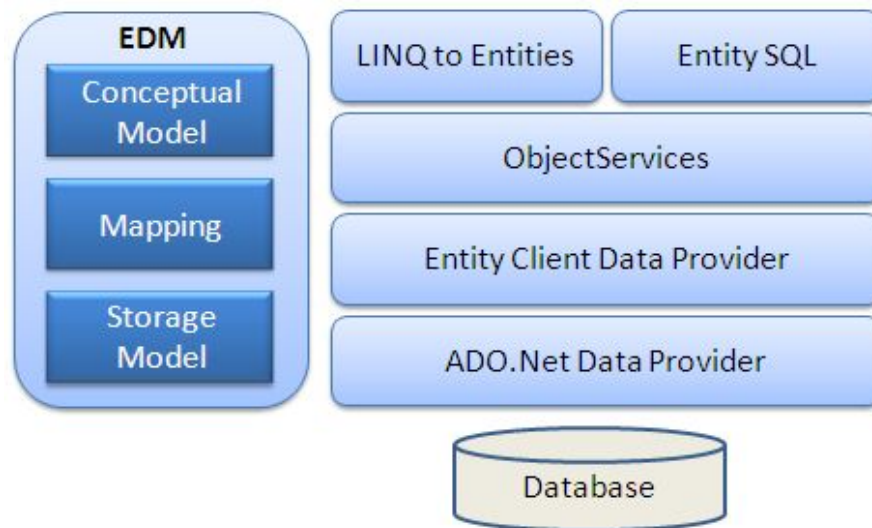 EDM
Conceptual
Model
Mapping
Storage
Model
LINQ to Entities
Entity SQL
ObjectServices
Entity Client Data Provider
ADO.Net Data Provider
Database